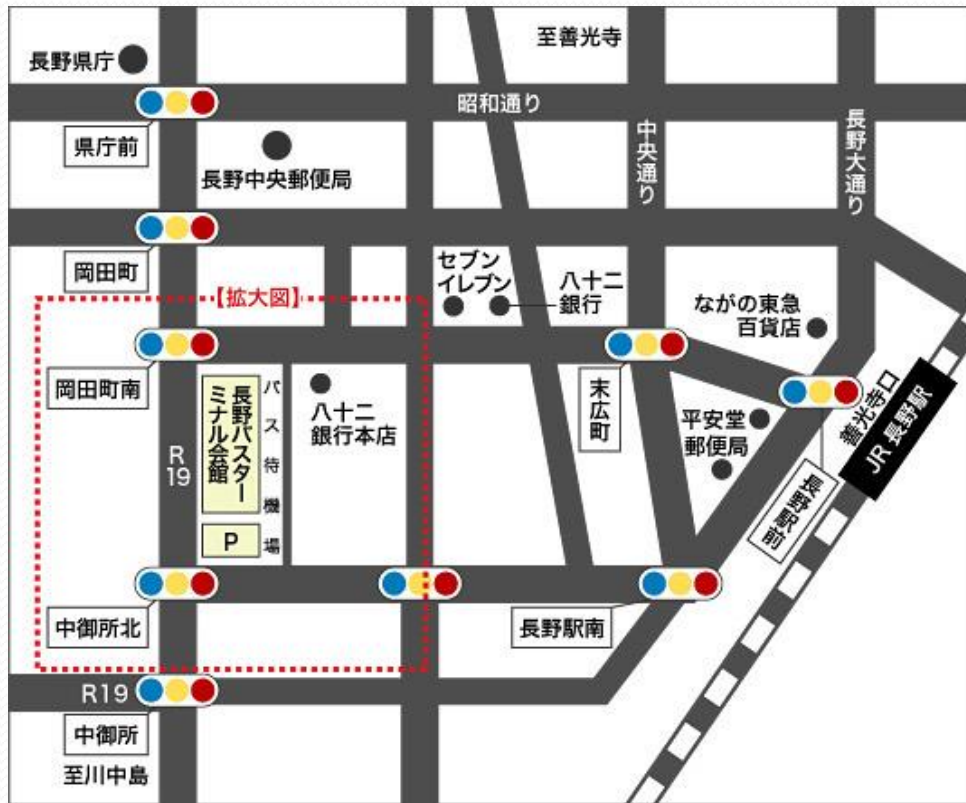 至善光寺
長野県庁
昭和通り
県庁前
中央通り
長野大通り
長野中央郵便局
岡田町
セブン
イレブン
八十二
銀行
ながの東急
百貨店
【拡大図】
岡田町南
長野バスター
ミナル会館
バス待機場
八十二
銀行本店
末広町
平安堂
郵便局
善光寺口
JR 長野駅
R
19
P
長野駅前
中御所北
長野駅南
R19
中御所
至川中島